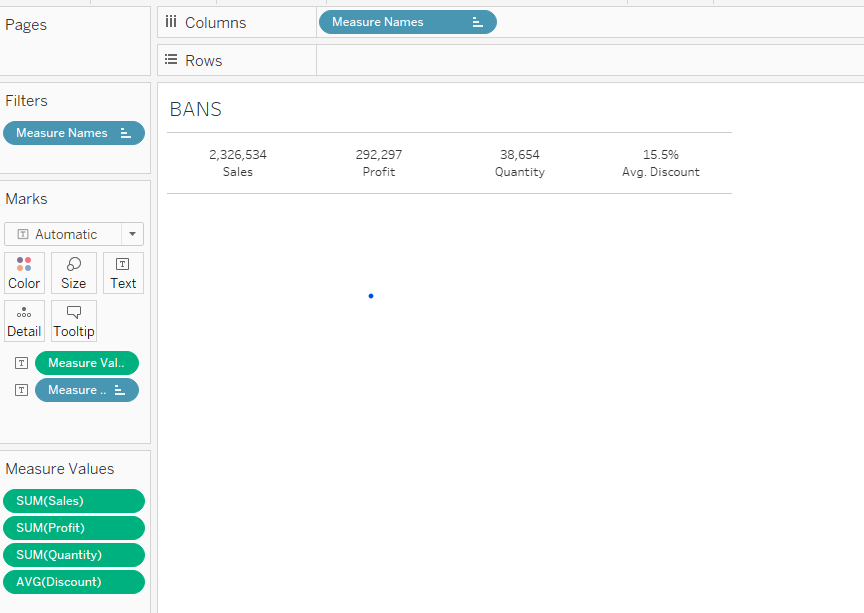 Pages
Columns
Measure Names
Rows
Filters
Measure Names
Marks
Automatic
Color Size Text
Detail Tooltip
Measure Val..
Measure ..
Measure Values
SUM(Sales)
SUM(Profit)
SUM(Quantity)
AVG(Discount)
BANS
2,326,534 292,297 38,654 15.5%
Sales Profit Quantity Avg. Discount